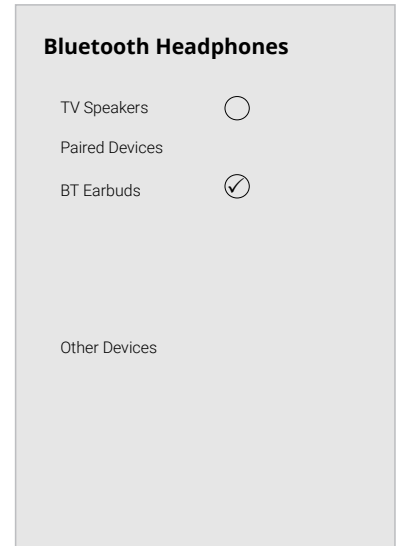 Bluetooth Headphones
TV Speakers
Paired Devices
BT Earbuds
Other Devices